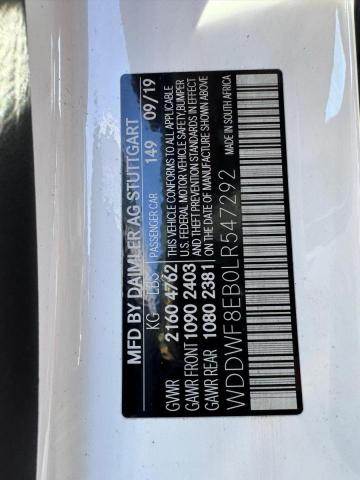 MFD BY DAIMLER AG STUTTGART
KG LBS PASSENGER CAR 149 09/19
GVWR 2160 4762 THIS VEHICLE CONFORMS TO ALL APPLICABLE
U.S. FEDERAL MOTOR VEHICLE SAFETY,BUMPER
GAWR FRONT 1090 2403 AND THEFT PREVENTION STANDARDS IN EFFECT
GAWR REAR 1080 2381 ON THE DATE OF MANUFACTURE SHOWN ABOVE
WDDWF8EB0LR547292 MADE IN SOUTH AFRICA